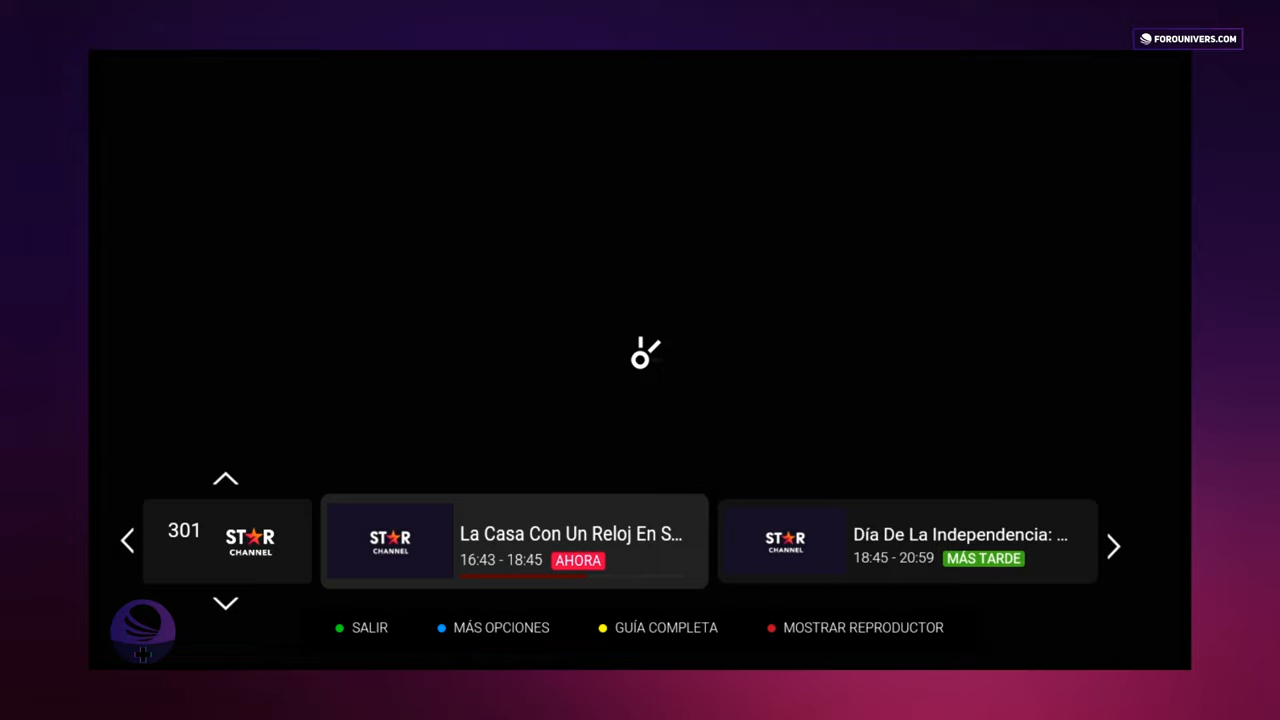 FOROUNIVERS.COM
301
STAR
CHANNEL
STAR
CHANNEL
La Casa Con Un Reloj En S...
16:43 - 18:45 AHORA
STAR
CHANNEL
Día De La Independencia: ...
18:45 - 20:59 MÁS TARDE
SALIR
MÁS OPCIONES
GUÍA COMPLETA
MOSTRAR REPRODUCTOR